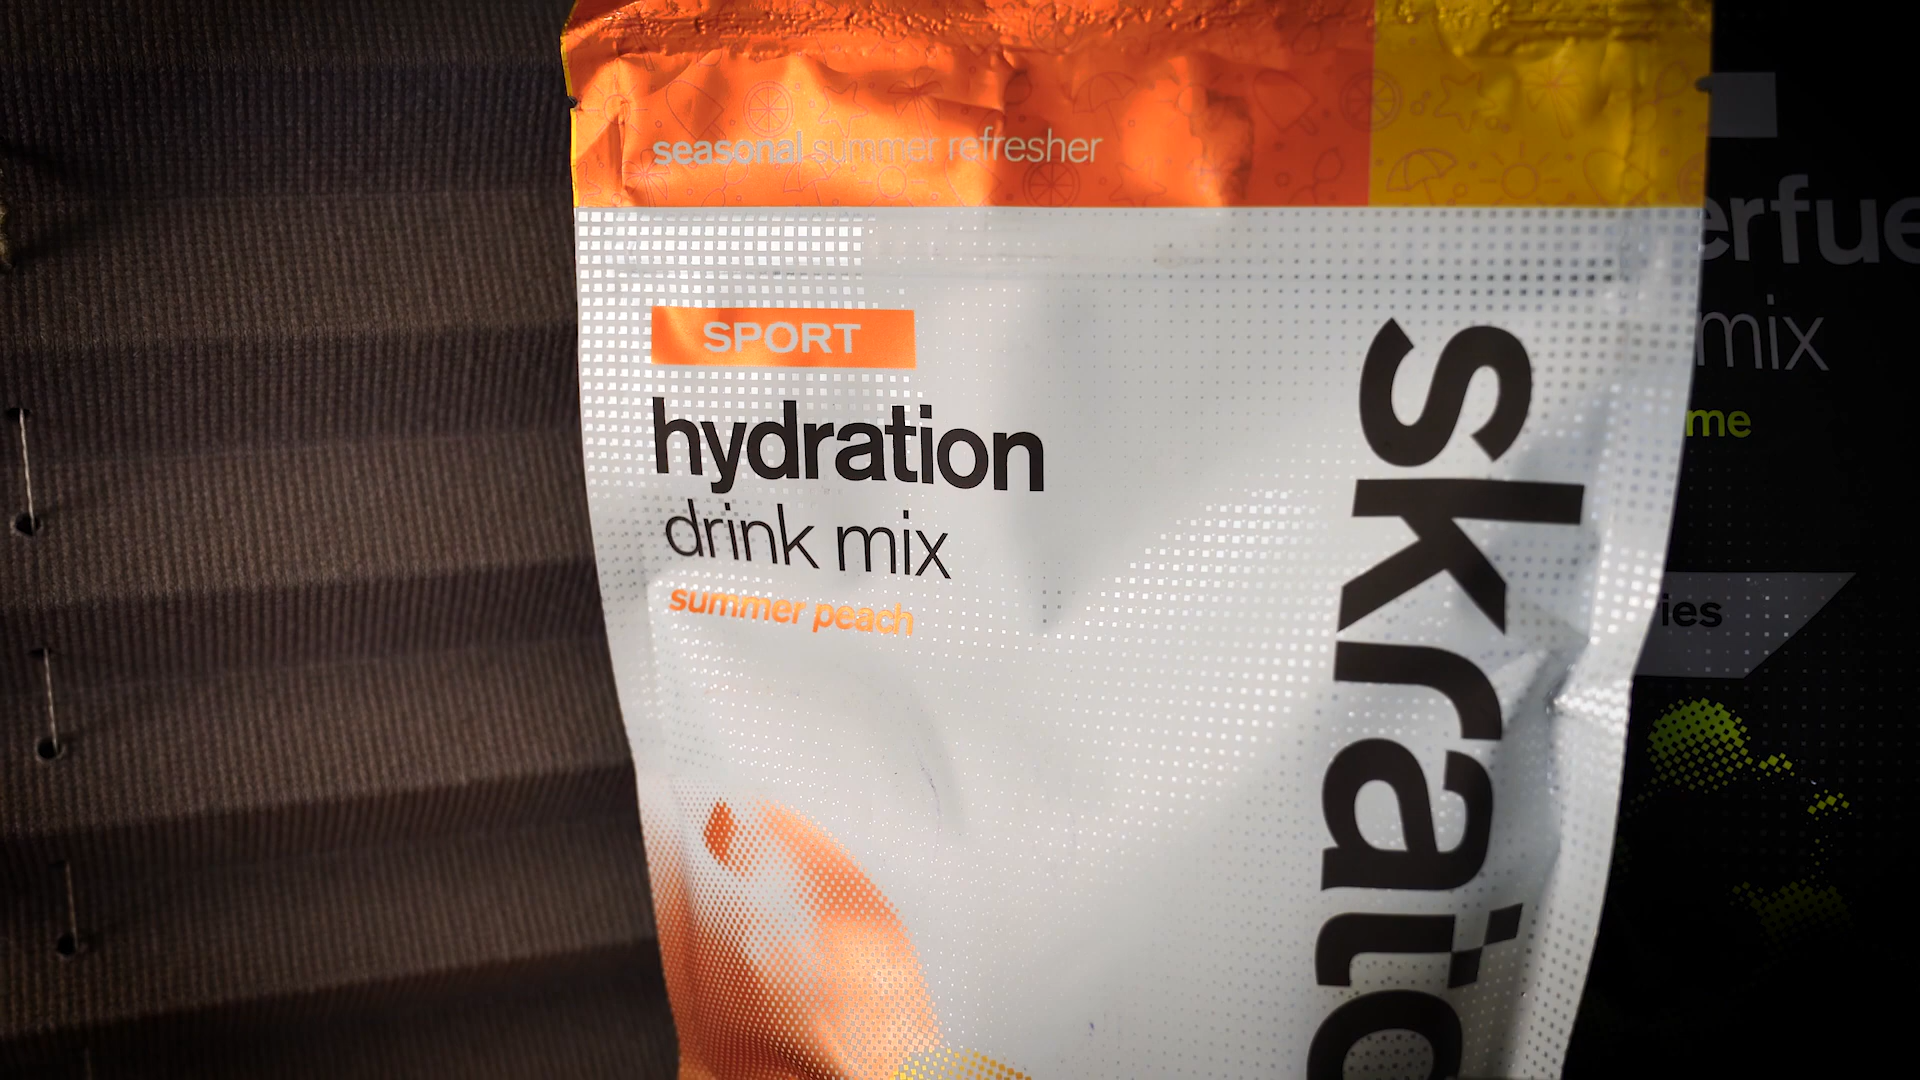 seasonal summer refresher
SPORT
hydration
drink mix
summer peach
skrat
erfue
mix
me
ies